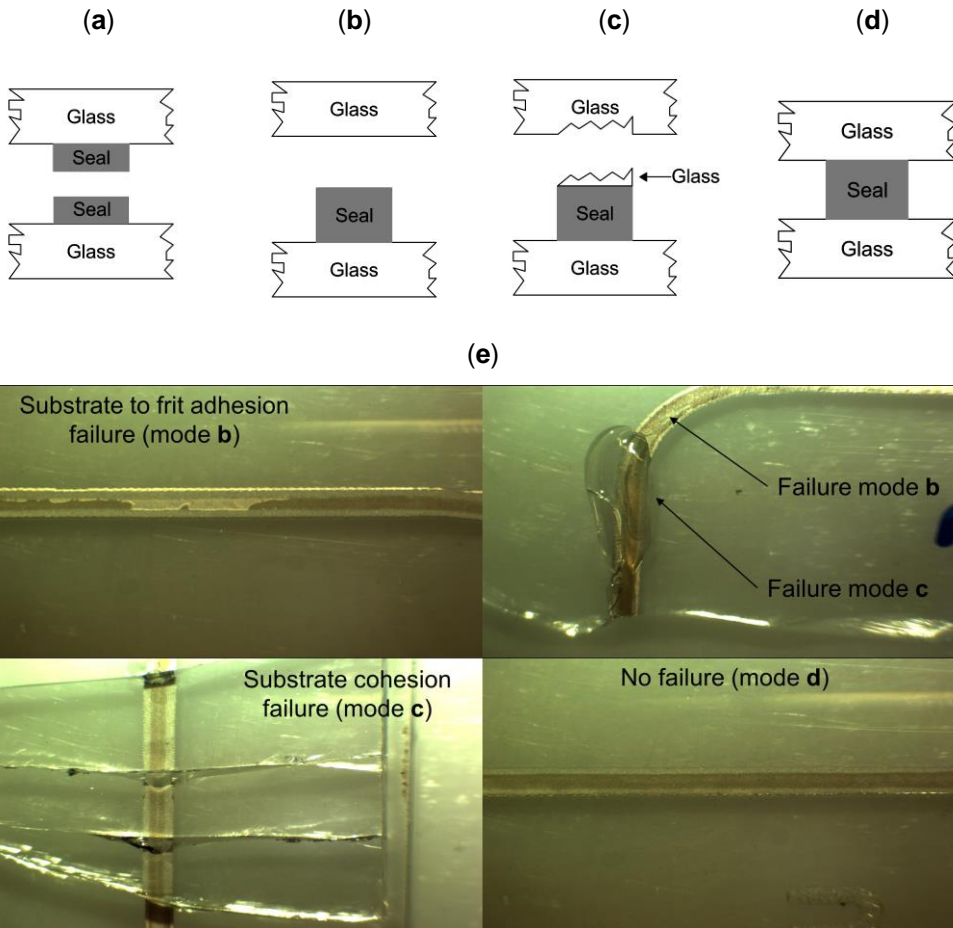 (a)
(b)
(c)
(d)
Glass
Seal
Seal
Glass
Glass
Seal
Glass
Glass
Glass
Seal
Glass
Glass
Seal
Glass
(e)
Substrate to frit adhesion
failure (mode b)
Failure mode b
Failure mode c
Substrate cohesion
failure (mode c)
No failure (mode d)